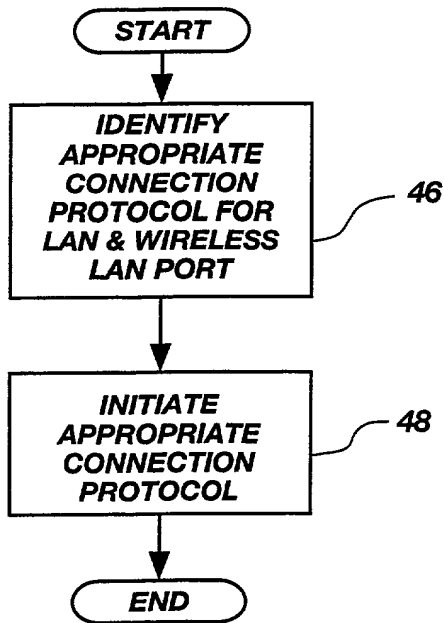 START
IDENTIFY
APPROPRIATE
CONNECTION
PROTOCOL FOR
LAN & WIRELESS
LAN PORT
46
INITIATE
APPROPRIATE
CONNECTION
PROTOCOL
48
END